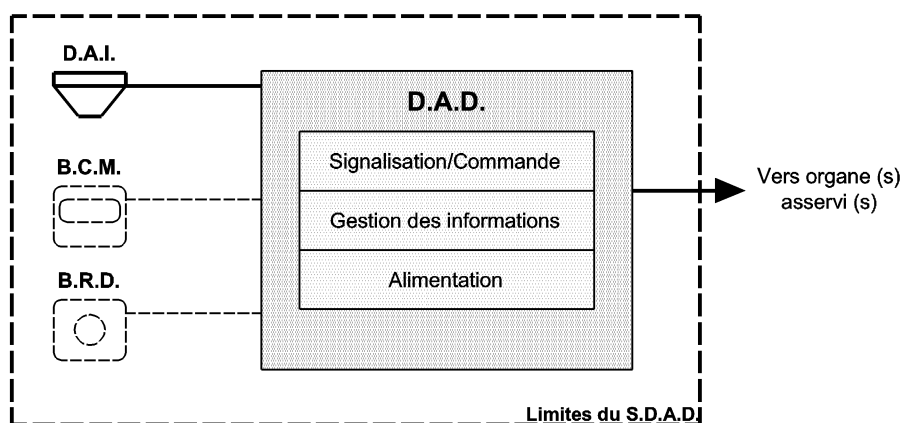 D.A.I.
D.A.D.
Signalisation/Commande
B.C.M.
Gestion des informations
Vers organe (s)
asservi (s)
B.R.D.
Alimentation
Limites du S.D.A.D.